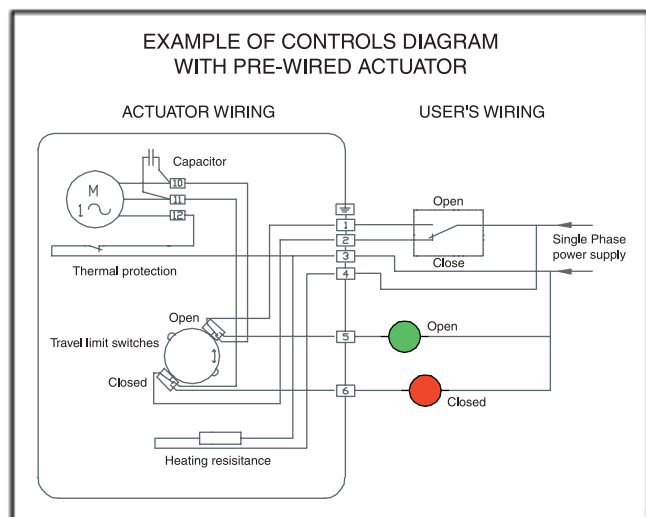 EXAMPLE OF CONTROLS DIAGRAM
WITH PRE-WIRED ACTUATOR
ACTUATOR WIRING
USER'S WIRING
Capacitor
M
1
10
11
12
Thermal protection
Open
Travel limit switches
Closed
Heating resisitance
1
2
3
4
5
6
Open
Close
Single Phase
power supply
Open
Closed